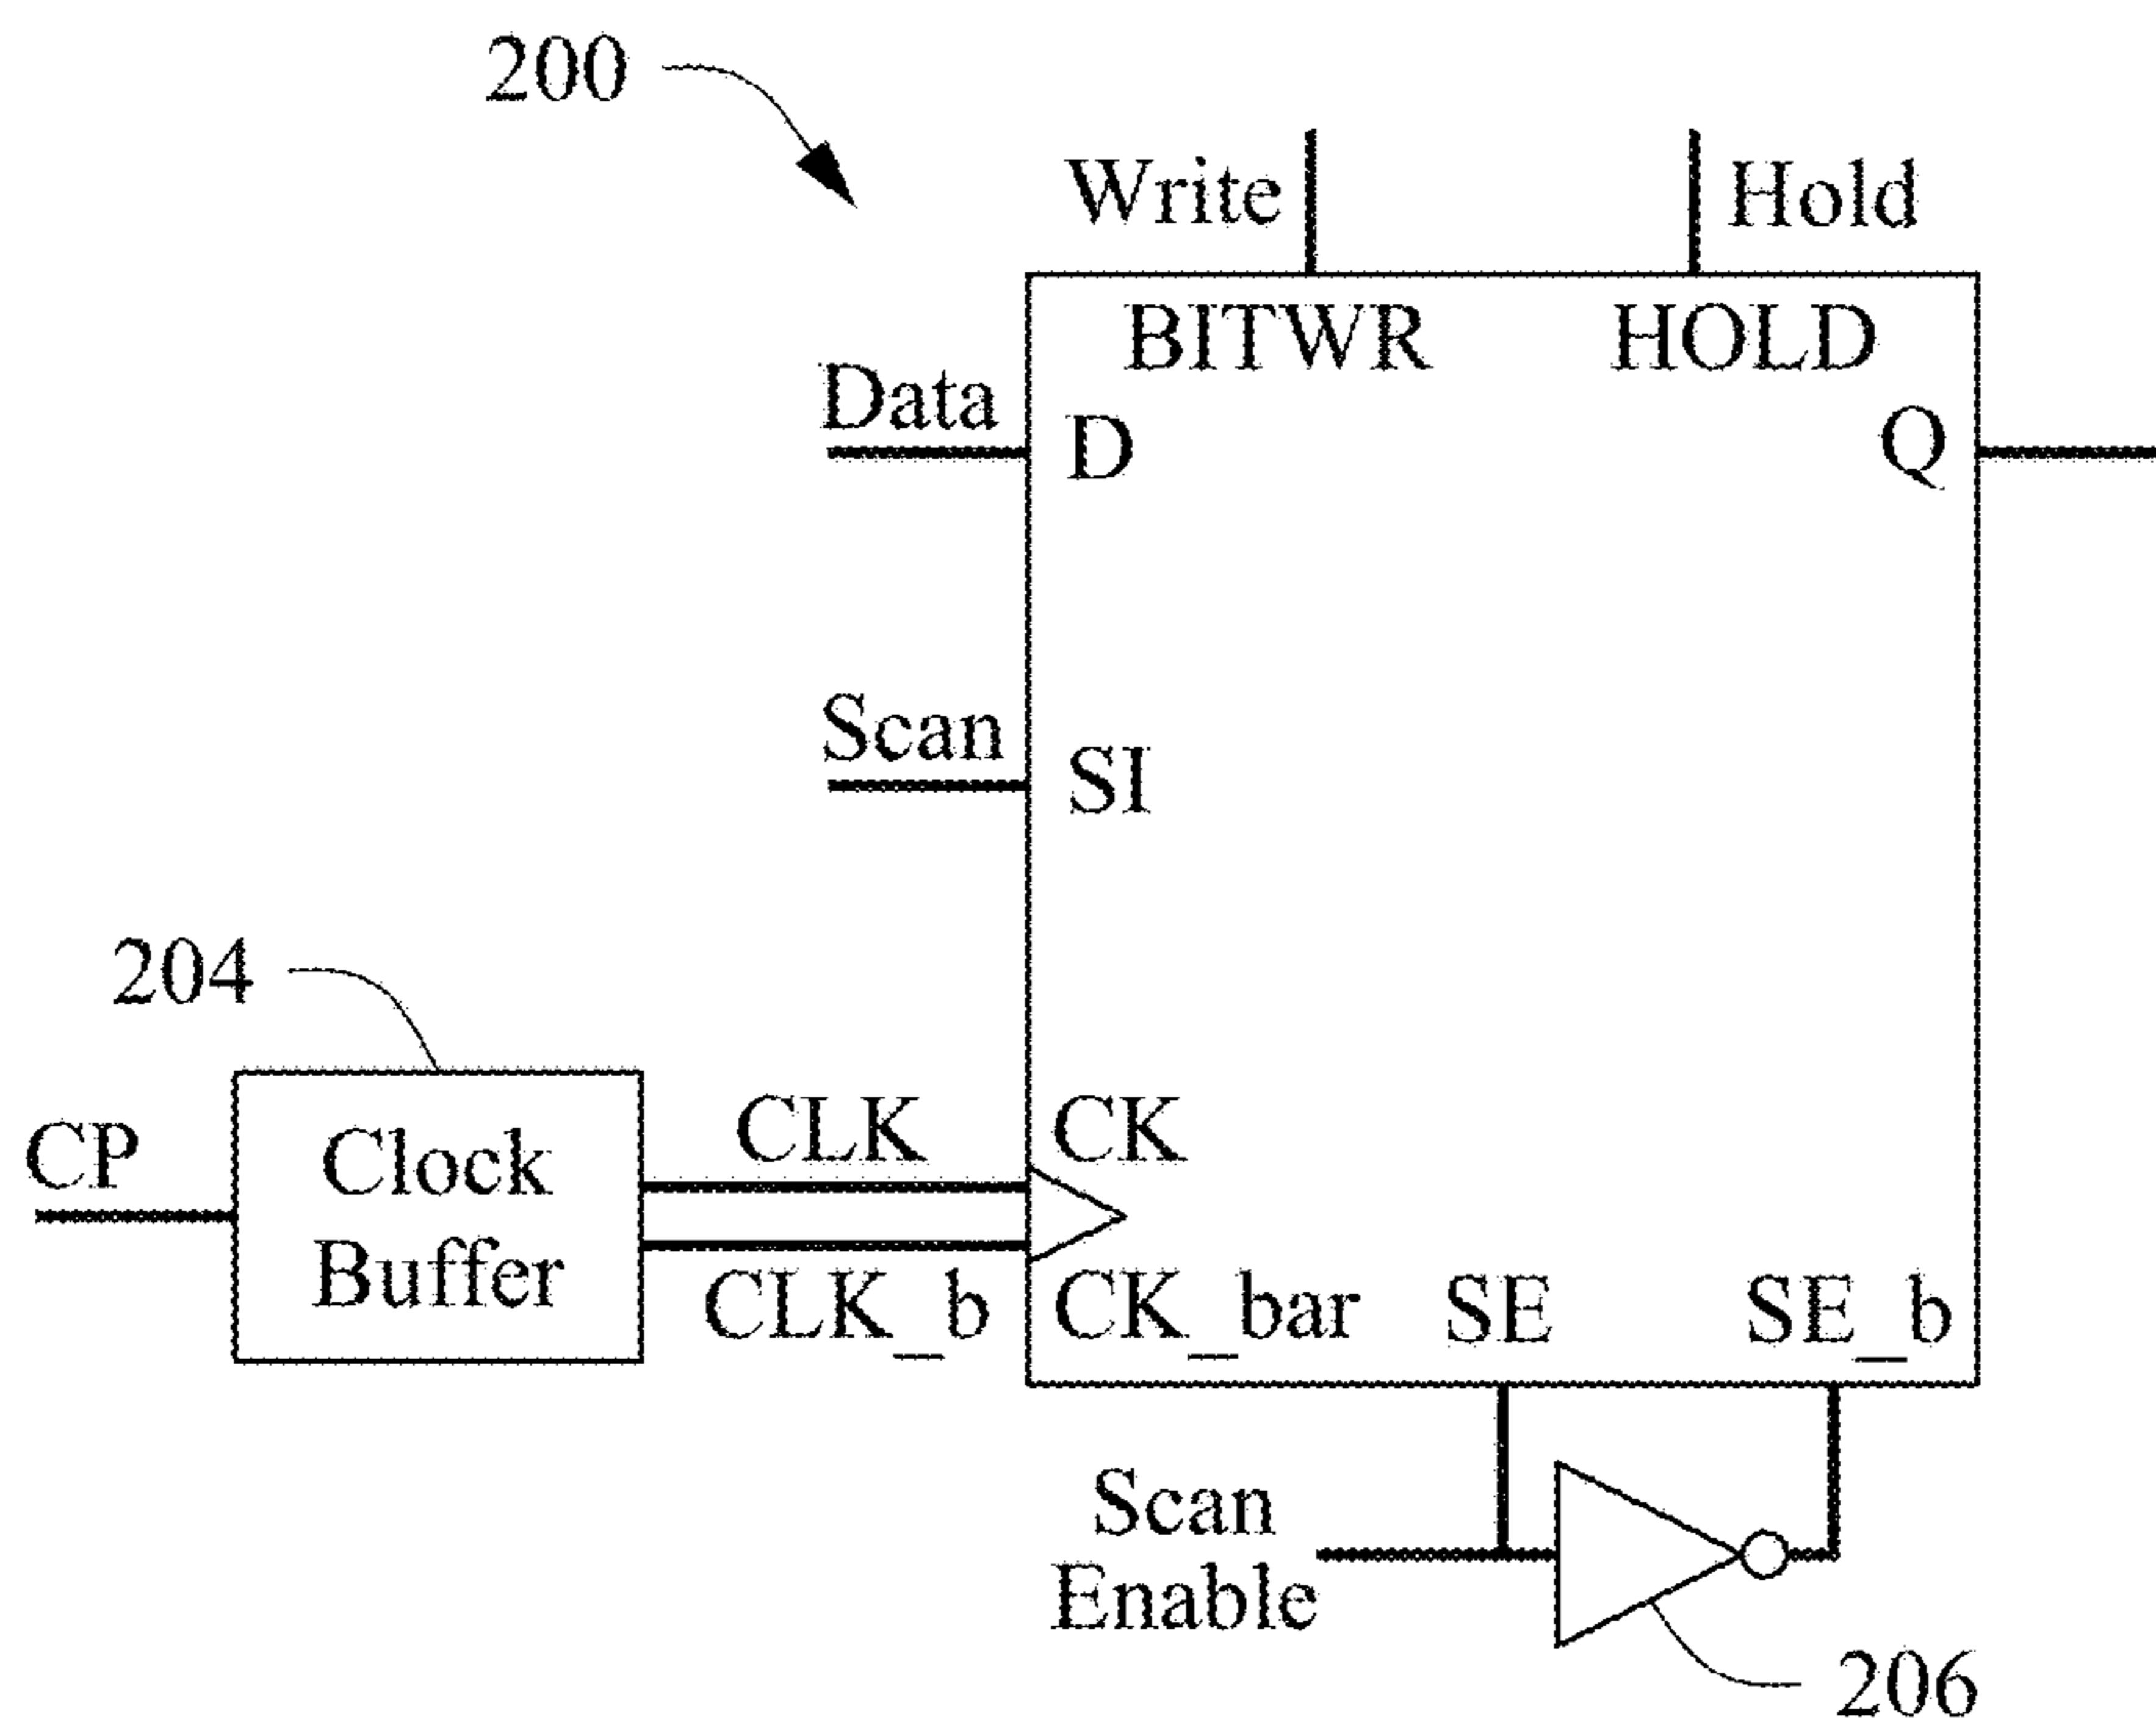 200
Write
Hold
BITWR
HOLD
Data
D
Q
Scan
SI
204
CP
Clock
Buffer
CLK
CK
CLK_b
CK_bar
SE
SE_b
Scan
Enable
206